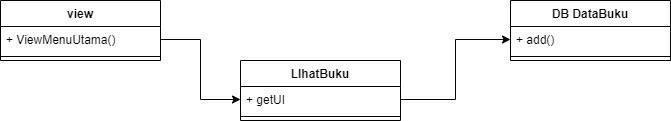 view
+ ViewMenuUtama()
LIhatBuku
+ getUI
DB DataBuku
+ add()